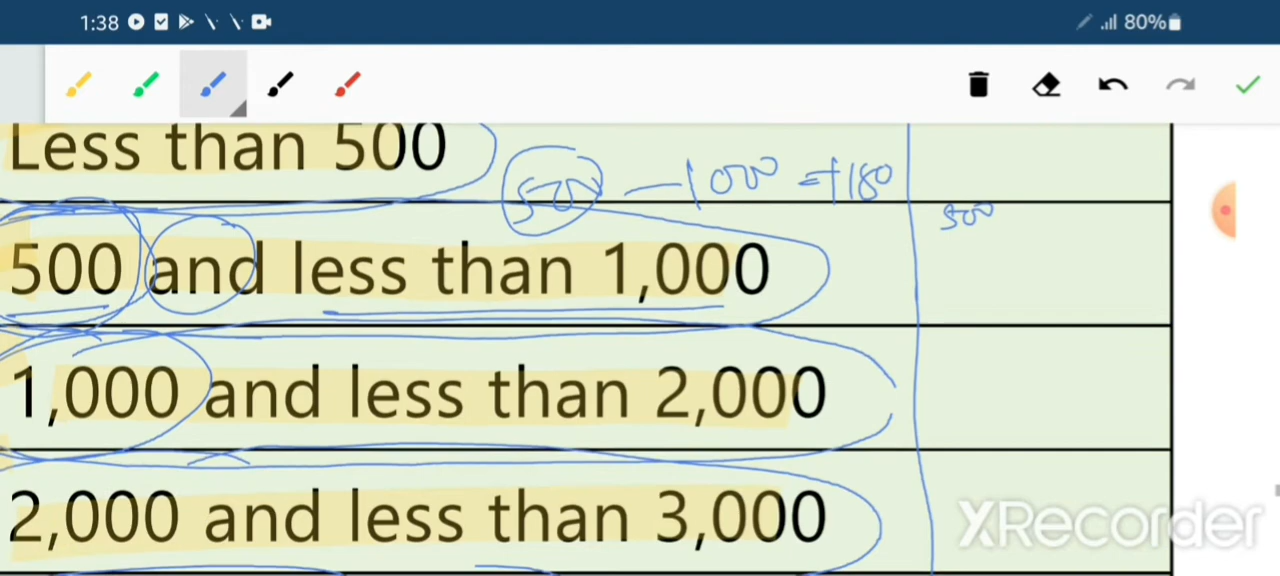 1:38 80%
Less than 500
500 - 1000 = +180
500
500 and less than 1,000
1,000 and less than 2,000
2,000 and less than 3,000
XRecorder